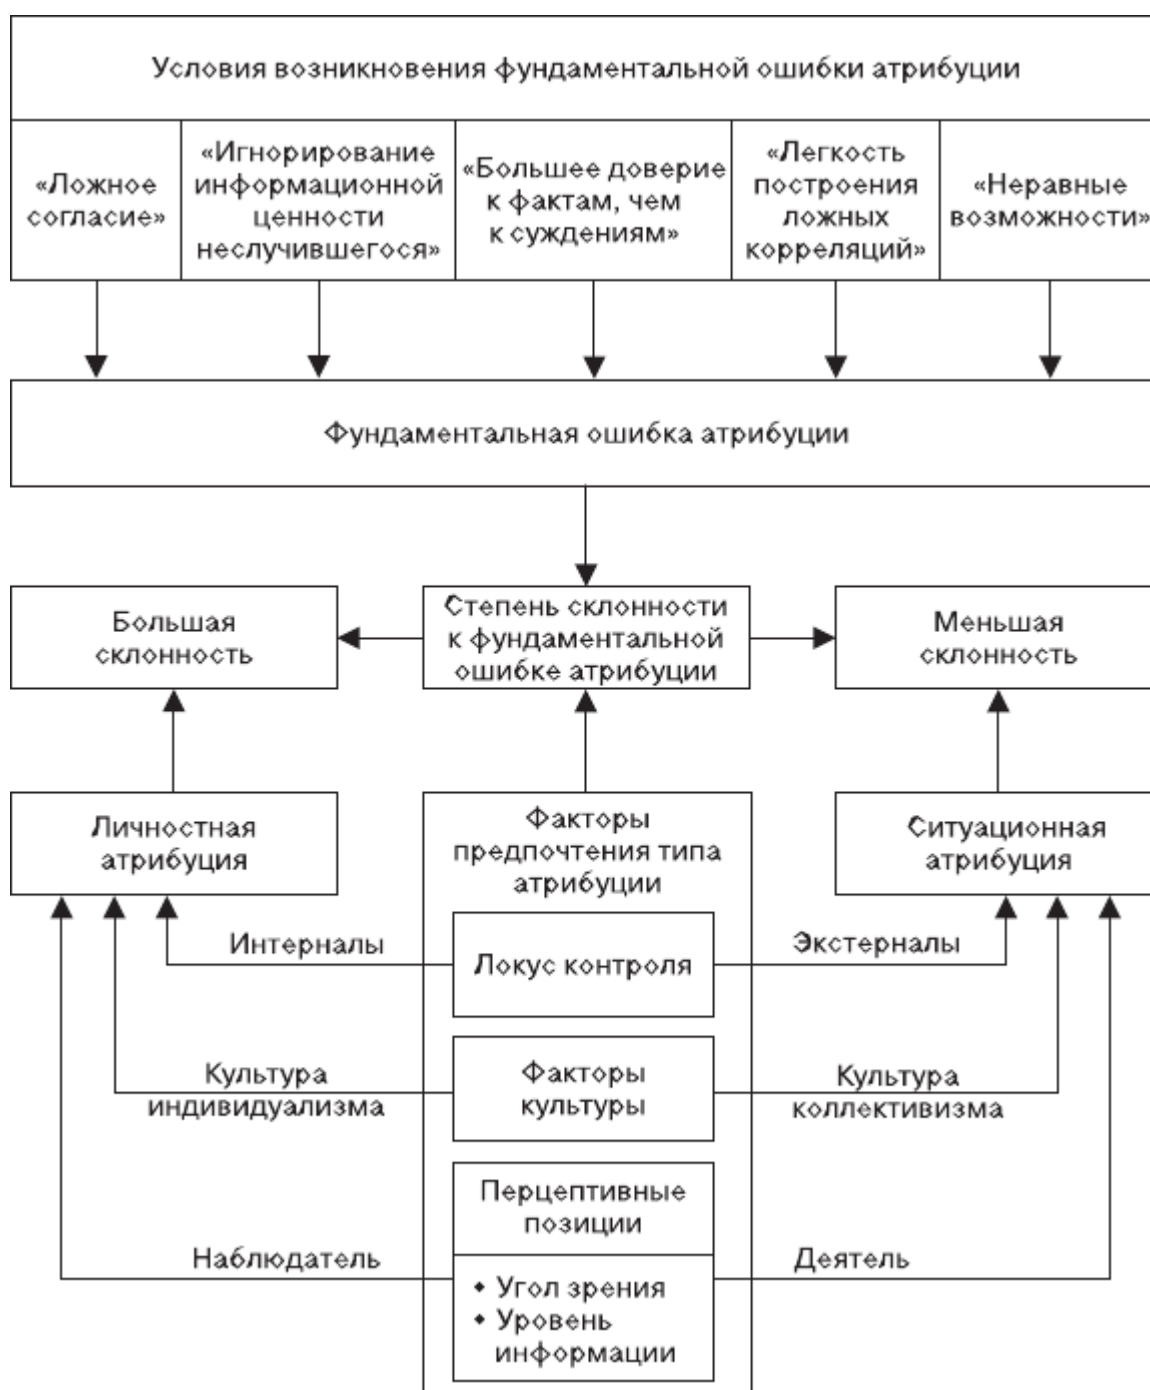 Условия возникновения фундаментальной ошибки атрибуции
«Ложное
согласие»
«Игнорирование
информационной
ценности
неслучившегося»
«Большее доверие
к фактам, чем
к суждениям»
«Легкость
построения
ложных
корреляций»
«Неравные
возможности»
Фундаментальная ошибка атрибуции
Большая
склонность
Степень склонности
к фундаментальной
ошибке атрибуции
Меньшая
склонность
Личностная
атрибуция
Факторы
предпочтения типа
атрибуции
Ситуационная
атрибуция
Интерналы
Локус контроля
Экстерналы
Культура
индивидуализма
Факторы
культуры
Культура
коллективизма
Перцептивные
позиции
Наблюдатель
Деятель
• Угол зрения
• Уровень
информации